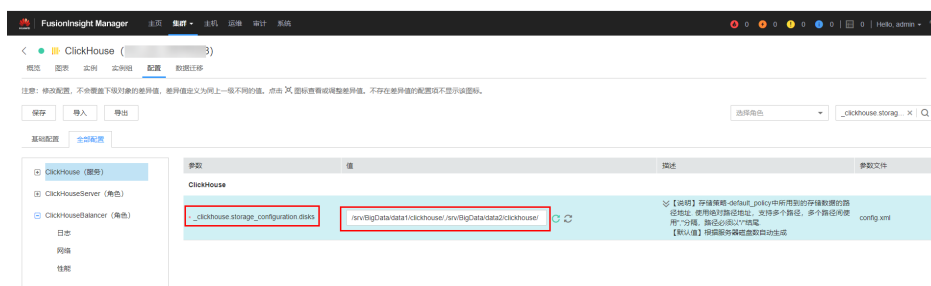 FusionInsight Manager 主页 集群 主机 运维 审计 系统 0 0 0 0 0 Hello, admin
ClickHouse ( 3)
概览 图表 实例 实例组 配置 数据迁移
注意：修改配置，不会覆盖下级对象的差异值，差异值定义为同上一级不同的值。点击 图标查看或调整差异值。不存在差异值的配置项不显示该图标。
保存 导入 导出 选择角色 _clickhouse.storag...
基础配置 全部配置
ClickHouse（服务）
ClickHouseServer（角色）
ClickHouseBalancer（角色）
日志
网络
性能
参数 值 描述 参数文件
ClickHouse
_clickhouse.storage_configuration.disks /srv/BigData/data1/clickhouse/,/srv/BigData/data2/clickhouse/
【说明】存储策略-default_policy中所用到的存储数据的路
径地址. 使用绝对路径地址，支持多个路径，多个路径间使
用","分隔，路径必须以"/"结尾
【默认值】根据服务器磁盘数自动生成
config.xml